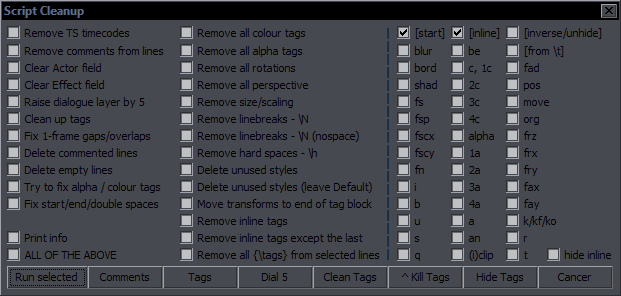 Script Cleanup
Remove TS timecodes Remove all colour tags [start] [inline] [inverse/unhide]
Remove comments from lines Remove all alpha tags blur be [from \t]
Clear Actor field Remove all rotations bord c, 1c fad
Clear Effect field Remove all perspective shad 2c pos
Raise dialogue layer by 5 Remove size/scaling fs 3c move
Clean up tags Remove linebreaks - \N fsp 4c org
Fix 1-frame gaps/overlaps Remove linebreaks - \N (nospace) fscx alpha frz
Delete commented lines Remove hard spaces - \h fscy 1a frx
Delete empty lines Delete unused styles fn 2a fry
Try to fix alpha / colour tags Delete unused styles (leave Default) i 3a fax
Fix start/end/double spaces Move transforms to end of tag block b 4a fay
Remove inline tags u a k/kf/ko
Print info Remove inline tags except the last s an r
ALL OF THE ABOVE Remove all {\tags} from selected lines q (i)clip t hide inline
Run selected Comments Tags Dial 5 Clean Tags ^ Kill Tags Hide Tags Cancer